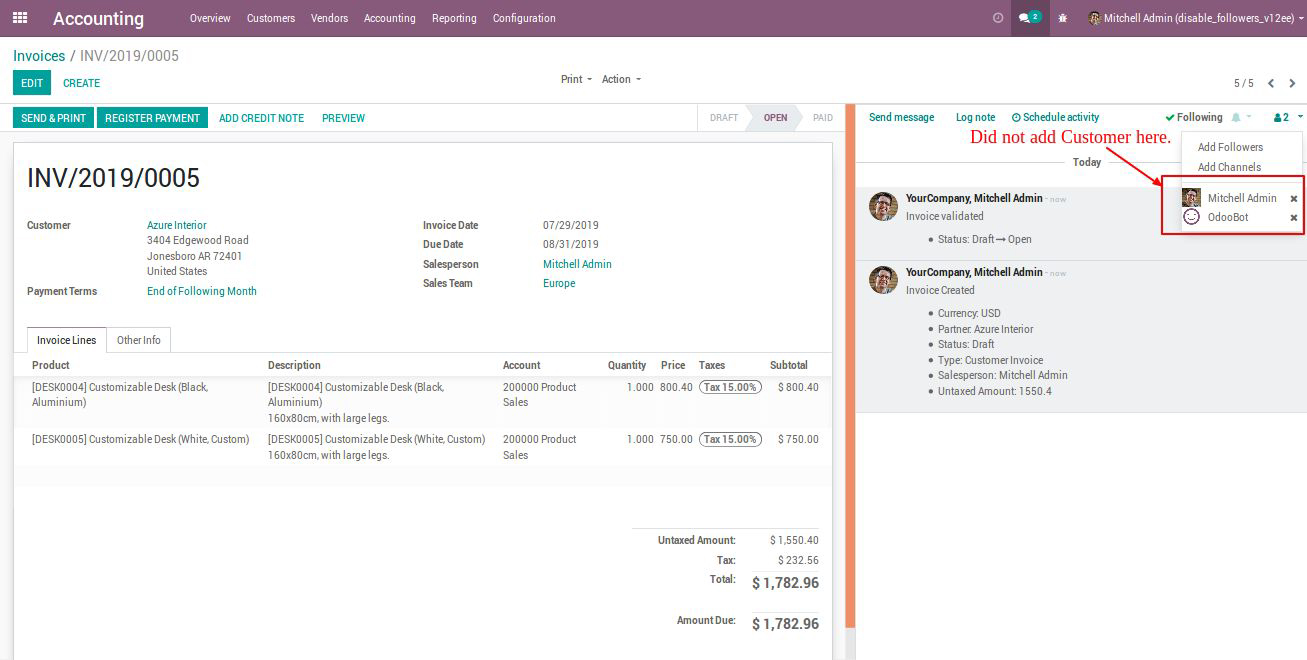 Accounting Overview Customers Vendors Accounting Reporting Configuration 2 Mitchell Admin (disable_followers_v12ee)
Invoices / INV/2019/0005
EDIT CREATE Print Action 5 / 5
SEND & PRINT REGISTER PAYMENT ADD CREDIT NOTE PREVIEW DRAFT OPEN PAID
INV/2019/0005
Customer Azure Interior
3404 Edgewood Road
Jonesboro AR 72401
United States
Payment Terms End of Following Month
Invoice Date 07/29/2019
Due Date 08/31/2019
Salesperson Mitchell Admin
Sales Team Europe
Invoice Lines Other Info
Product Description Account Quantity Price Taxes Subtotal
[DESK0004] Customizable Desk (Black, [DESK0004] Customizable Desk (Black, 200000 Product 1.000 800.40 Tax 15.00% $ 800.40
Aluminium) Aluminium) Sales
160x80cm, with large legs.
[DESK0005] Customizable Desk (White, Custom) [DESK0005] Customizable Desk (White, Custom) 200000 Product 1.000 750.00 Tax 15.00% $ 750.00
160x80cm, with large legs. Sales
Untaxed Amount: $ 1,550.40
Tax: $ 232.56
Total: $ 1,782.96
Amount Due: $ 1,782.96
Send message Log note Schedule activity Following 2
Did not add Customer here.
Add Followers
Add Channels
Mitchell Admin
OdooBot
Today
YourCompany, Mitchell Admin - now
Invoice validated
Status: Draft → Open
YourCompany, Mitchell Admin - now
Invoice Created
Currency: USD
Partner: Azure Interior
Status: Draft
Type: Customer Invoice
Salesperson: Mitchell Admin
Untaxed Amount: 1550.4